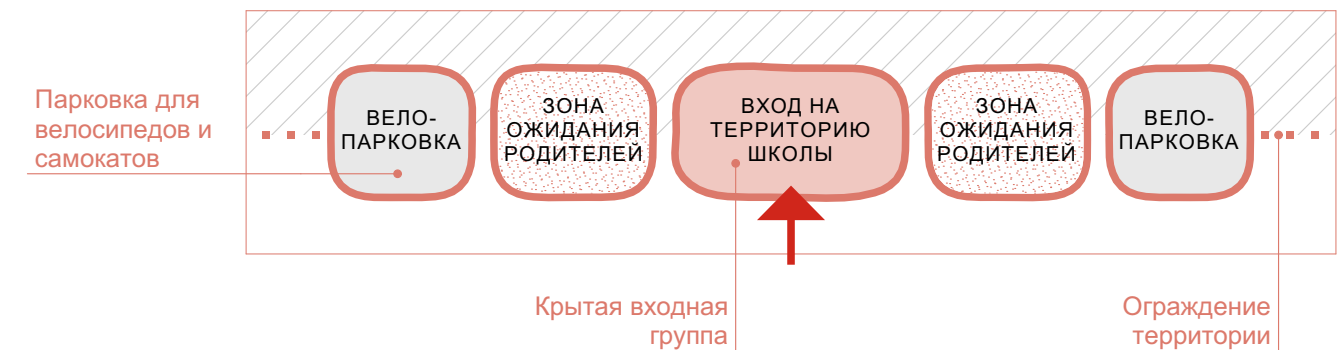 Парковка для
велосипедов и
самокатов
ВЕЛО-
ПАРКОВКА
ЗОНА
ОЖИДАНИЯ
РОДИТЕЛЕЙ
ВХОД НА
ТЕРРИТОРИЮ
ШКОЛЫ
ЗОНА
ОЖИДАНИЯ
РОДИТЕЛЕЙ
ВЕЛО-
ПАРКОВКА
Крытая входная
группа
Ограждение
территории